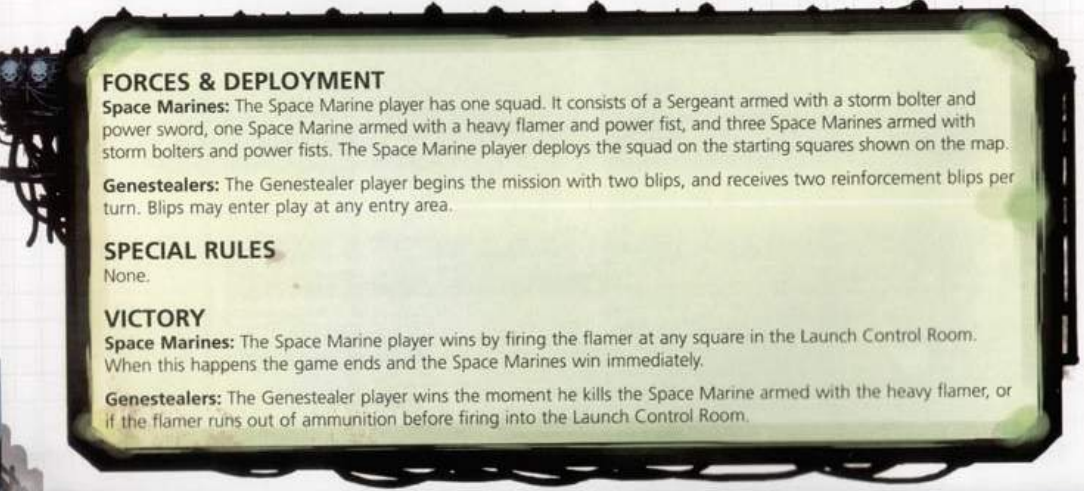 FORCES & DEPLOYMENT
Space Marines: The Space Marine player has one squad. It consists of a Sergeant armed with a storm bolter and
power sword, one Space Marine armed with a heavy flamer and power fist, and three Space Marines armed with
storm bolters and power fists. The Space Marine player deploys the squad on the starting squares shown on the map.
Genestealers: The Genestealer player begins the mission with two blips, and receives two reinforcement blips per
turn. Blips may enter play at any entry area.
SPECIAL RULES
None.
VICTORY
Space Marines: The Space Marine player wins by firing the flamer at any square in the Launch Control Room.
When this happens the game ends and the Space Marines win immediately.
Genestealers: The Genestealer player wins the moment he kills the Space Marine armed with the heavy flamer, or
if the flamer runs out of ammunition before firing into the Launch Control Room.